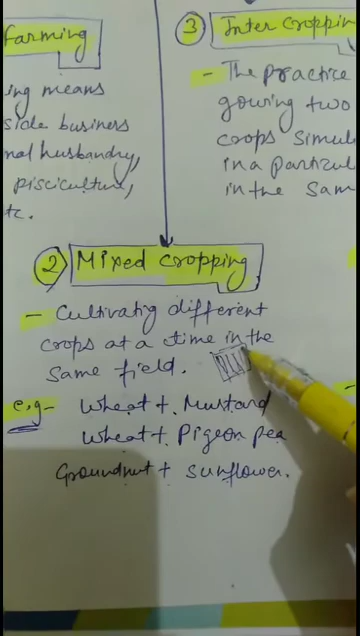 farming
ing means
side business
nal husbandry,
pisciculture,
tc.
③ Inter cropping
- The practice
gowing two
crops simul
in a particul
in the sam
② Mixed cropping
- Cultivating different
crops at a time in the
same field.
e.g- Wheat + Mustard
Wheat + Pigeon pea
Groundnut + sunflower.